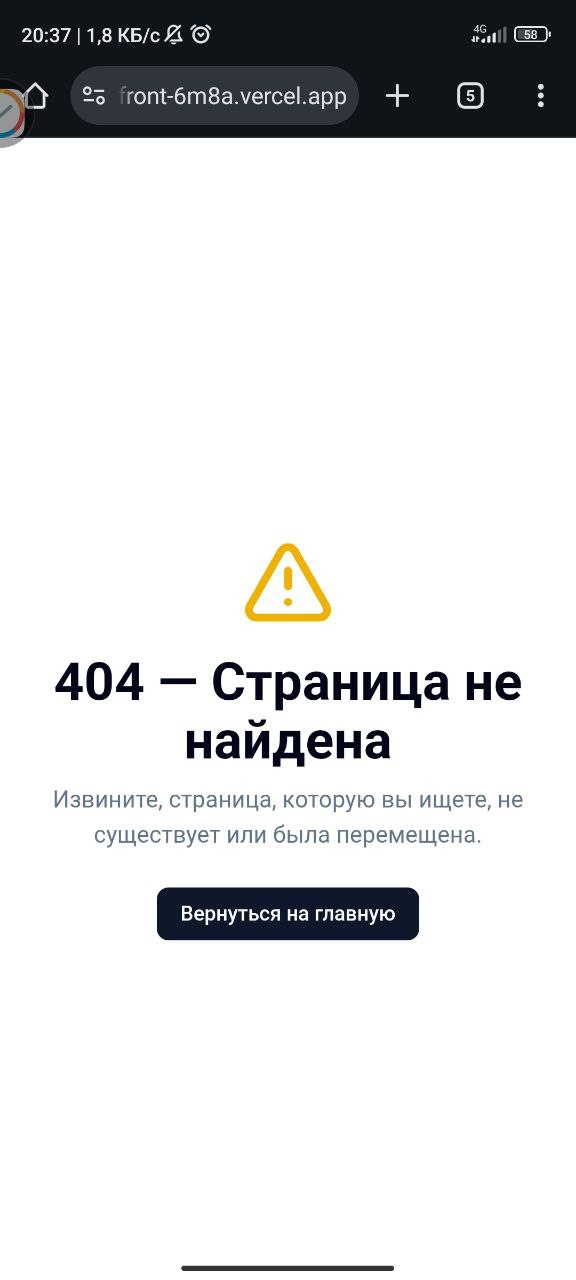 20:37 | 1,8 КБ/с 4G 58
front-6m8a.vercel.app 5
404 — Страница не
найдена
Извините, страница, которую вы ищете, не
существует или была перемещена.
Вернуться на главную